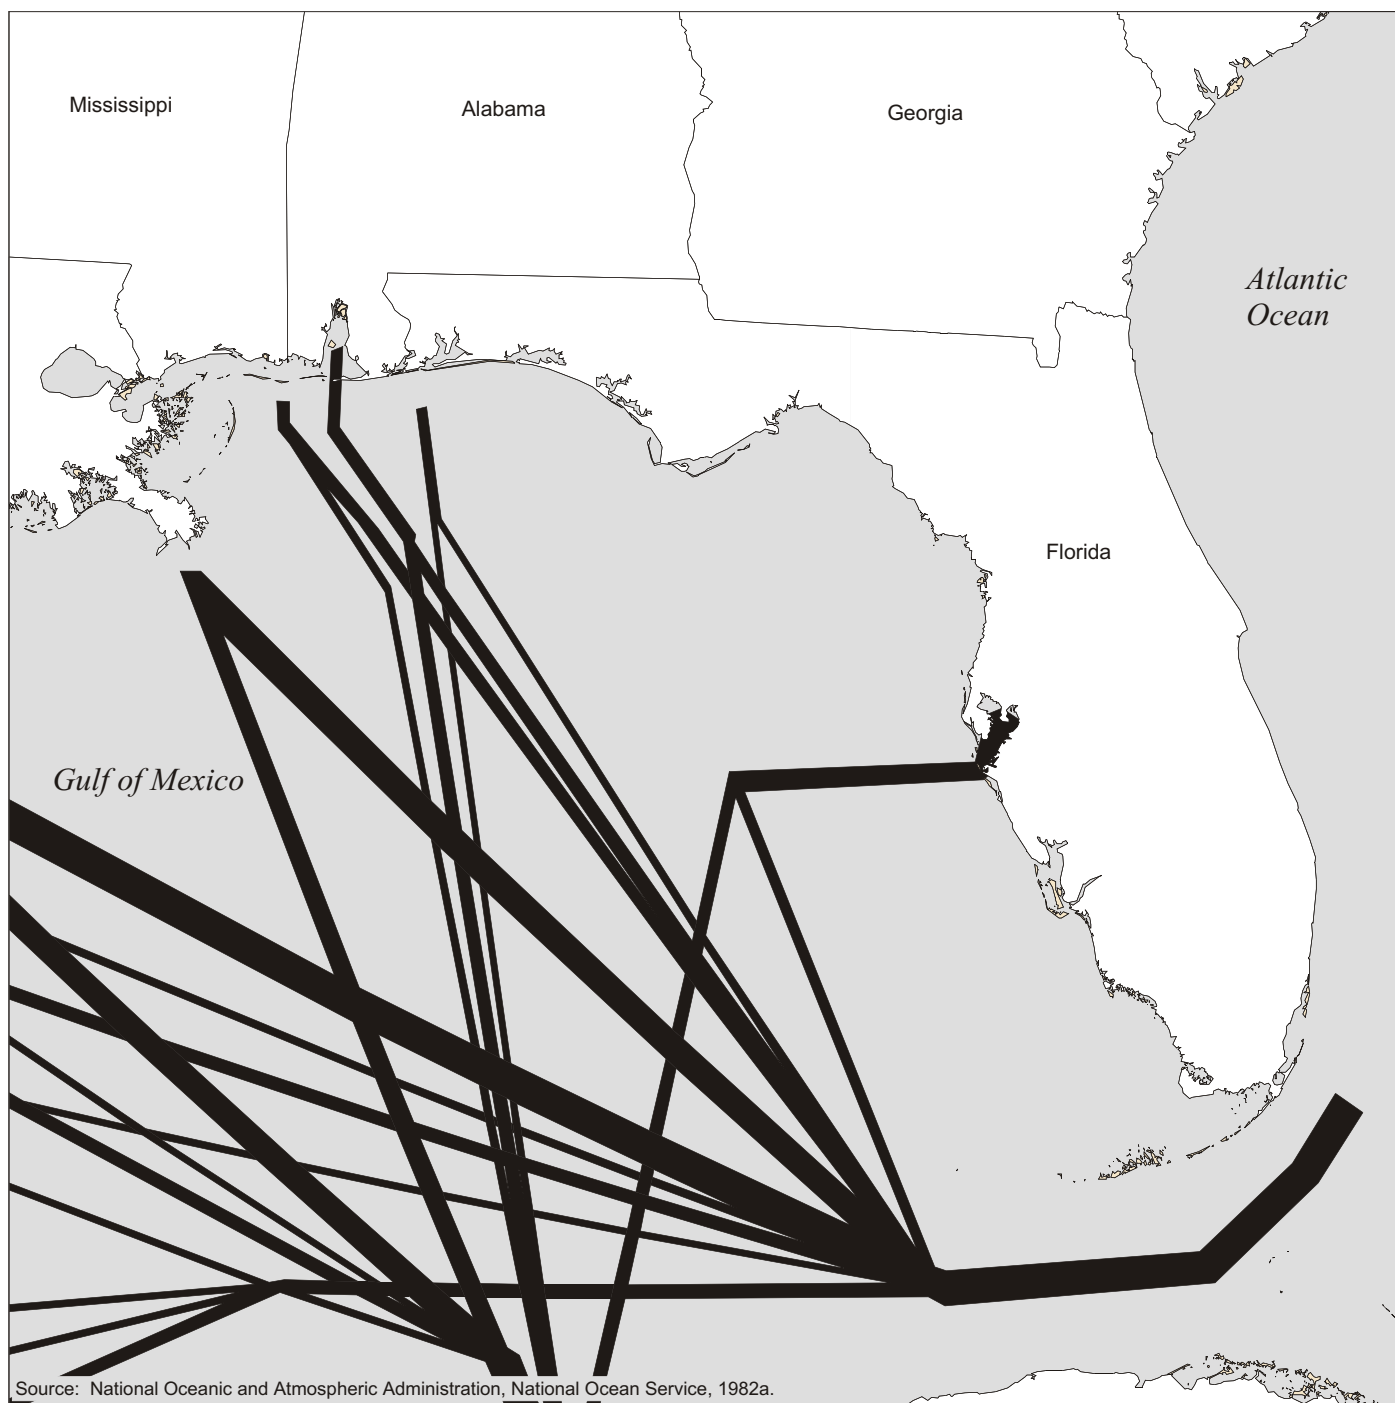 Mississippi
Alabama
Georgia
Atlantic
Ocean
Florida
Gulf of Mexico
Source:  National Oceanic and Atmospheric Administration, National Ocean Service, 1982a.